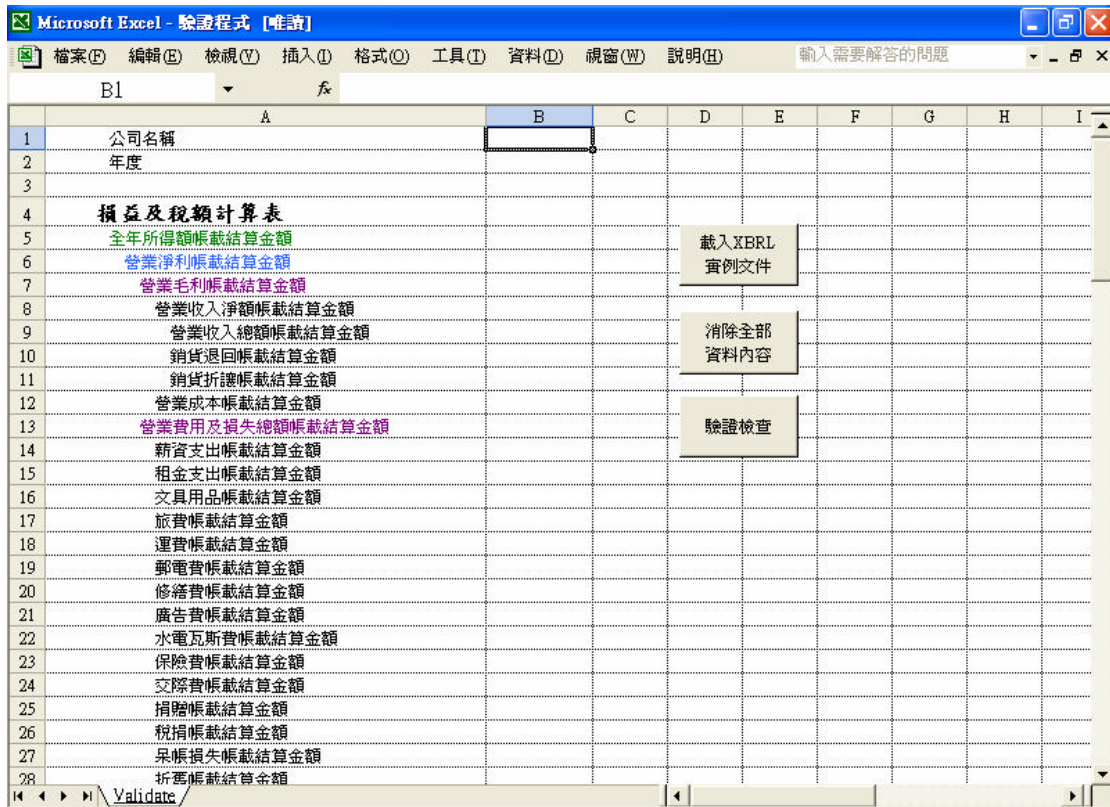 Microsoft Excel - 驗證程式 [唯讀]
檔案(F) 編輯(E) 檢視(V) 插入(I) 格式(O) 工具(T) 資料(D) 視窗(W) 說明(H) 輸入需要解答的問題
B1 fx
A B C D E F G H I
1 公司名稱
2 年度
3
4 損益及稅額計算表
5 全年所得額帳載結算金額
6 營業淨利帳載結算金額
7 營業毛利帳載結算金額
8 營業收入淨額帳載結算金額
9 營業收入總額帳載結算金額
10 銷貨退回帳載結算金額
11 銷貨折讓帳載結算金額
12 營業成本帳載結算金額
13 營業費用及損失總額帳載結算金額
14 薪資支出帳載結算金額
15 租金支出帳載結算金額
16 文具用品帳載結算金額
17 旅費帳載結算金額
18 運費帳載結算金額
19 郵電費帳載結算金額
20 修繕費帳載結算金額
21 廣告費帳載結算金額
22 水電瓦斯費帳載結算金額
23 保險費帳載結算金額
24 交際費帳載結算金額
25 捐贈帳載結算金額
26 稅捐帳載結算金額
27 呆帳損失帳載結算金額
28 折舊帳載結算金額
載入XBRL
實例文件
消除全部
資料內容
驗證檢查
Validate